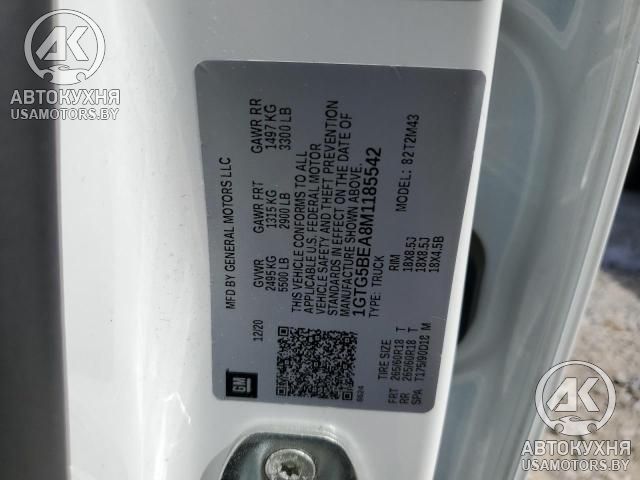 MFD BY GENERAL MOTORS LLC
12/20
GVWR
2495 KG
5500 LB
GAWR FRT
1315 KG
2900 LB
GAWR RR
1497 KG
3300 LB
THIS VEHICLE CONFORMS TO ALL
APPLICABLE U.S. FEDERAL MOTOR
VEHICLE SAFETY AND THEFT PREVENTION
STANDARDS IN EFFECT ON THE DATE OF
MANUFACTURE SHOWN ABOVE.
1GTG5BEA8M1185542
TYPE: TRUCK
MODEL: 82T2M43
TIRE SIZE RIM
FRT 265/60R18 T 18X8.5J
RR 265/60R18 T 18X8.5J
SPA T175/90D18 M 18X4.5B
GM
6624
АК
АВТОКУХНЯ
USAMOTORS.BY
АК
АВТОКУХНЯ
USAMOTORS.BY